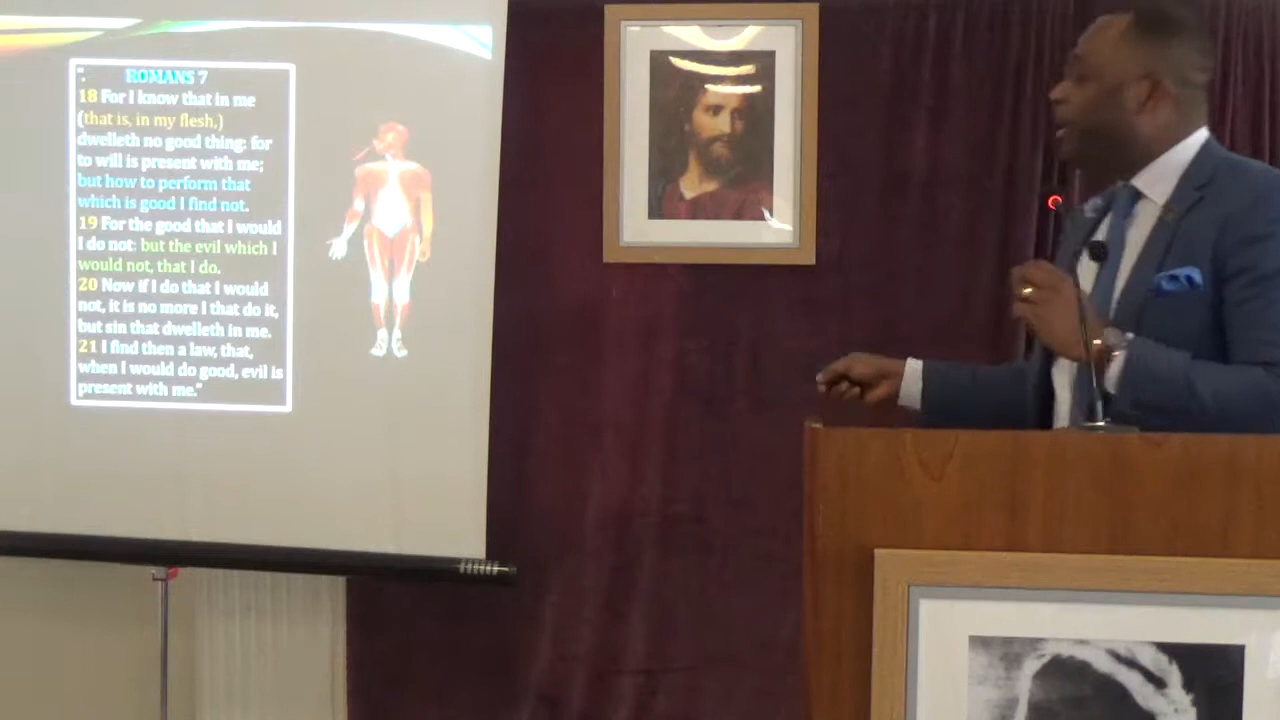 ". ROMANS 7
18 For I know that in me
(that is, in my flesh,)
dwelleth no good thing: for
to will is present with me;
but how to perform that
which is good I find not.
19 For the good that I would
I do not: but the evil which I
would not, that I do.
20 Now if I do that I would
not, it is no more I that do it,
but sin that dwelleth in me.
21 I find then a law, that,
when I would do good, evil is
present with me."